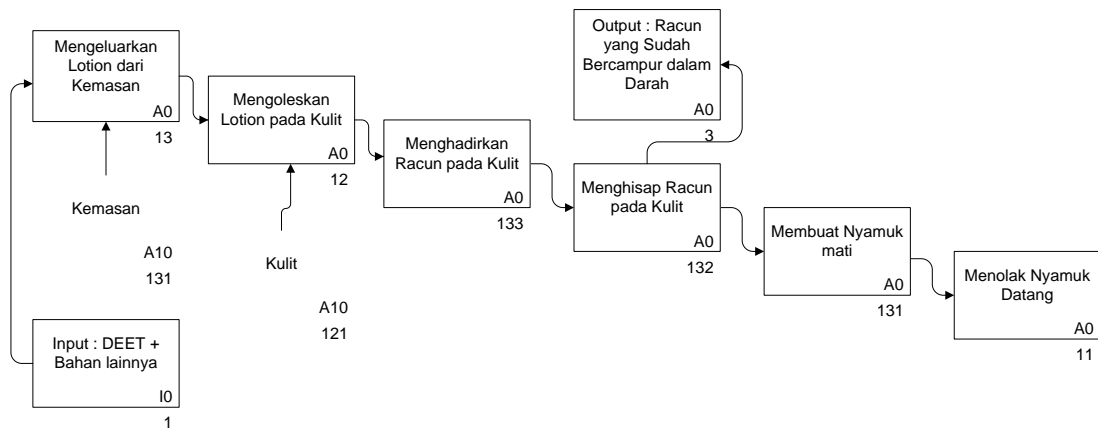 Mengeluarkan
Lotion dari
Kemasan
A0
13
Mengoleskan
Lotion pada Kulit
A0
12
Menghadirkan
Racun pada Kulit
A0
133
Output : Racun
yang Sudah
Bercampur dalam
Darah
A0
3
Menghisap Racun
pada Kulit
A0
132
Membuat Nyamuk
mati
A0
131
Menolak Nyamuk
Datang
A0
11
Kemasan
A10
131
Kulit
A10
121
Input : DEET +
Bahan lainnya
I0
1